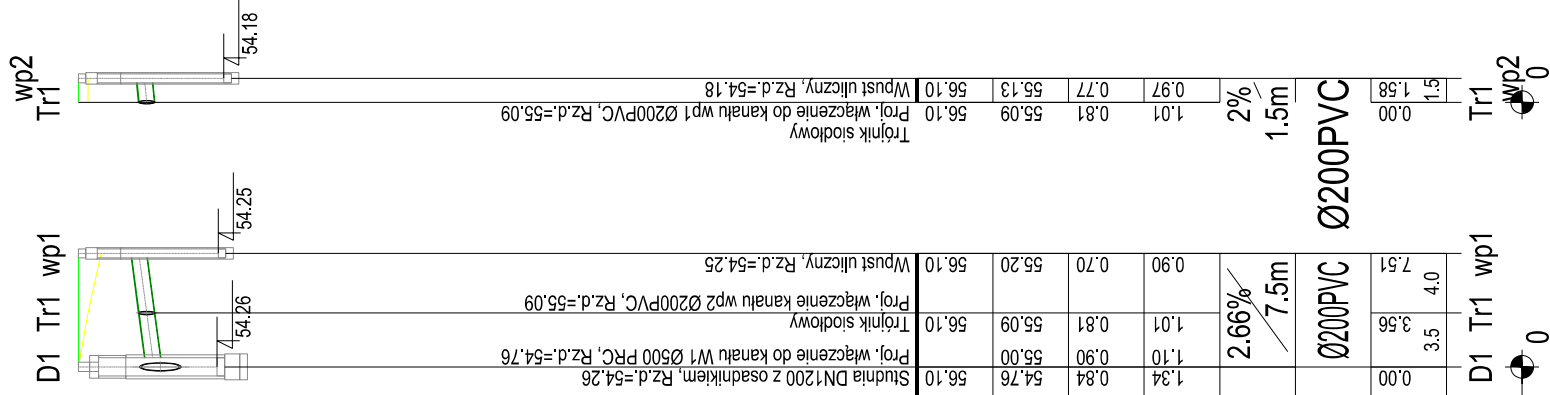 wp2
Tr1
54.18
Wpust uliczny, Rz.d.=54.18
56.10
55.13
0.77
0.97
2%
1.5m
Ø200PVC
1.58
1.5
Tr1
wp2
0
Proj. włączenie do kanału wp1 Ø200PVC, Rz.d.=55.09
Trójnik siodłowy
56.10
55.09
0.81
1.01
0.00
D1 Tr1 wp1
54.25
54.26
Wpust uliczny, Rz.d.=54.25
56.10
55.20
0.70
0.90
2.66%
7.5m
Ø200PVC
7.51
4.0
Proj. włączenie kanału wp2 Ø200PVC, Rz.d.=55.09
Trójnik siodłowy
56.10
55.09
0.81
1.01
3.56
3.5
Proj. włączenie do kanału W1 Ø500 PRC, Rz.d.=54.76
55.00
0.90
1.10
Studnia DN1200 z osadnikiem, Rz.d.=54.26
56.10
54.76
0.84
1.34
0.00
D1 Tr1 wp1
0